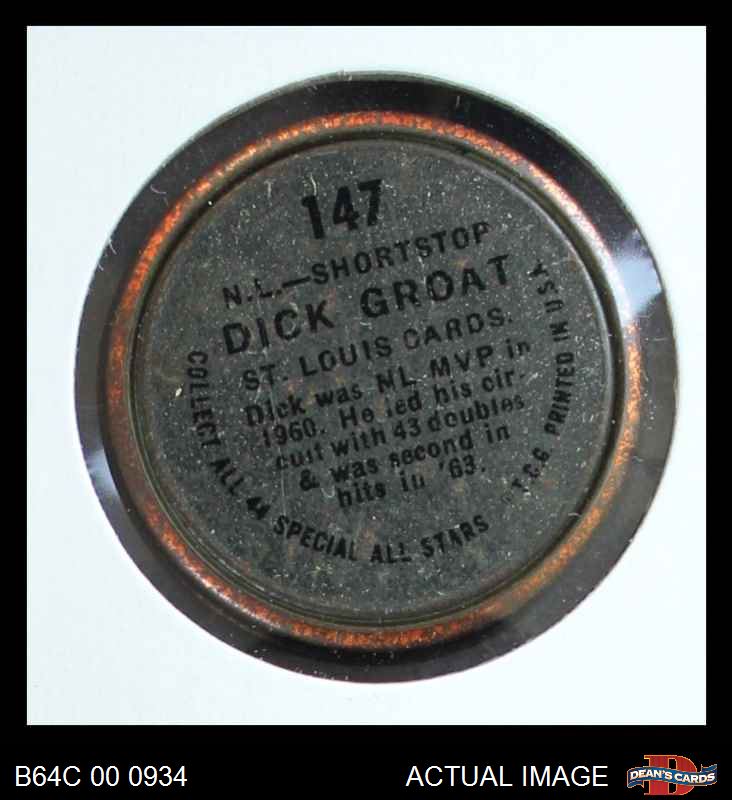 147
N.L.—SHORTSTOP
DICK GROAT
ST. LOUIS CARDS.
Dick was NL MVP in
1960. He led his cir-
cuit with 43 doubles
& was second in
hits in '63.
COLLECT ALL 44 SPECIAL ALL STARS
T.C.G. PRINTED IN U.S.A.
B64C 00 0934
ACTUAL IMAGE
D
DEAN'S CARDS